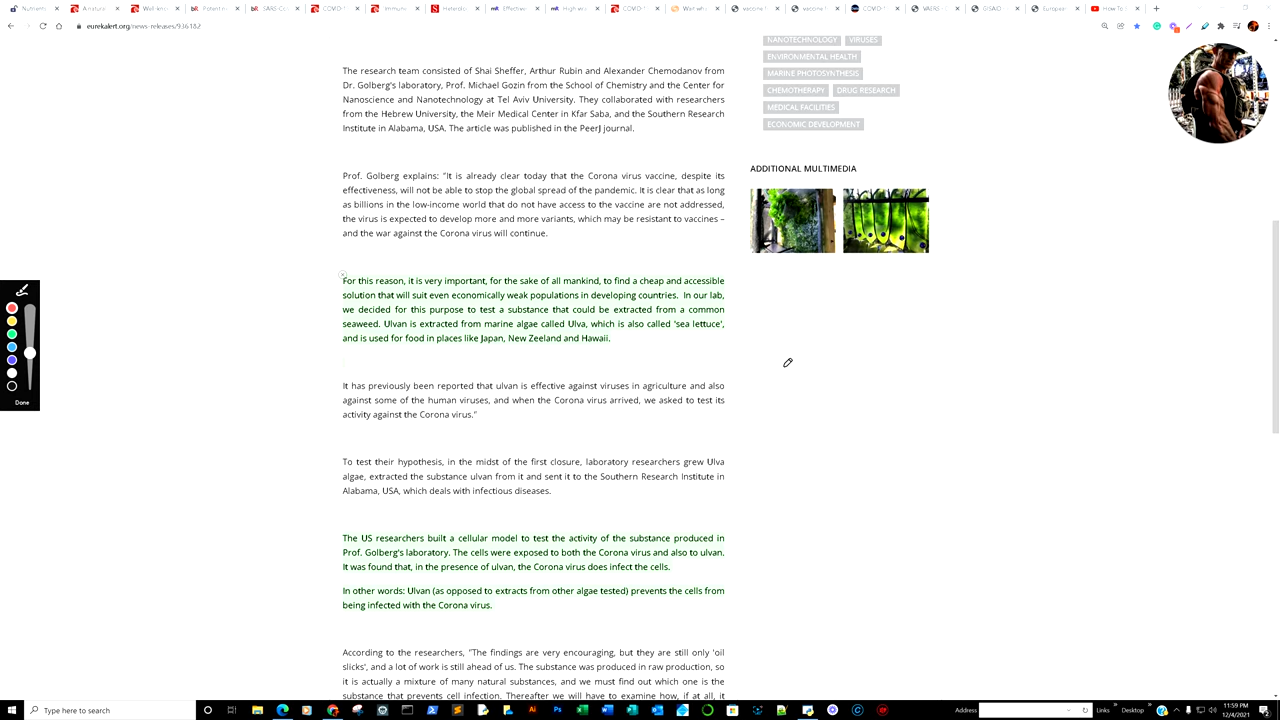 eurekalert.org/news-releases/936182
NANOTECHNOLOGY VIRUSES
ENVIRONMENTAL HEALTH
MARINE PHOTOSYNTHESIS
CHEMOTHERAPY DRUG RESEARCH
MEDICAL FACILITIES
ECONOMIC DEVELOPMENT
ADDITIONAL MULTIMEDIA
The research team consisted of Shai Sheffer, Arthur Rubin and Alexander Chemodanov from
Dr. Golberg's laboratory, Prof. Michael Gozin from the School of Chemistry and the Center for
Nanoscience and Nanotechnology at Tel Aviv University. They collaborated with researchers
from the Hebrew University, the Meir Medical Center in Kfar Saba, and the Southern Research
Institute in Alabama, USA. The article was published in the PeerJ journal.
Prof. Golberg explains: "It is already clear today that the Corona virus vaccine, despite its
effectiveness, will not be able to stop the global spread of the pandemic. It is clear that as long
as billions in the low-income world that do not have access to the vaccine are not addressed,
the virus is expected to develop more and more variants, which may be resistant to vaccines –
and the war against the Corona virus will continue.
For this reason, it is very important, for the sake of all mankind, to find a cheap and accessible
solution that will suit even economically weak populations in developing countries. In our lab,
we decided for this purpose to test a substance that could be extracted from a common
seaweed. Ulvan is extracted from marine algae called Ulva, which is also called 'sea lettuce',
and is used for food in places like Japan, New Zeeland and Hawaii.
It has previously been reported that ulvan is effective against viruses in agriculture and also
against some of the human viruses, and when the Corona virus arrived, we asked to test its
activity against the Corona virus."
To test their hypothesis, in the midst of the first closure, laboratory researchers grew Ulva
algae, extracted the substance ulvan from it and sent it to the Southern Research Institute in
Alabama, USA, which deals with infectious diseases.
The US researchers built a cellular model to test the activity of the substance produced in
Prof. Golberg's laboratory. The cells were exposed to both the Corona virus and also to ulvan.
It was found that, in the presence of ulvan, the Corona virus does infect the cells.
In other words: Ulvan (as opposed to extracts from other algae tested) prevents the cells from
being infected with the Corona virus.
According to the researchers, "The findings are very encouraging, but they are still only 'oil
slicks', and a lot of work is still ahead of us. The substance was produced in raw production, so
it is actually a mixture of many natural substances, and we must find out which one is the
substance that prevents cell infection. Thereafter we will have to examine how, if at all, it
Done
Type here to search
Address
Links
Desktop
11:59 PM
12/4/2021